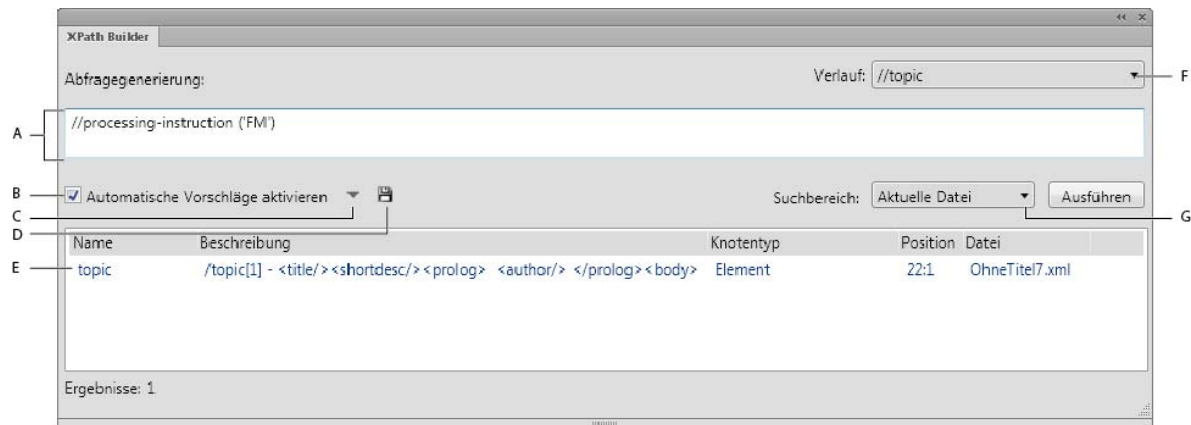 XPath Builder
Abfragegenerierung:
Verlauf: //topic
F
A
//processing-instruction ('FM')
B
Automatische Vorschläge aktivieren
Suchbereich: Aktuelle Datei
Ausführen
C
G
D
Name Beschreibung Knotentyp Position Datei
E
topic /topic[1] - <title/><shortdesc/><prolog> <author/> </prolog><body> Element 22:1 OhneTitel7.xml
Ergebnisse: 1